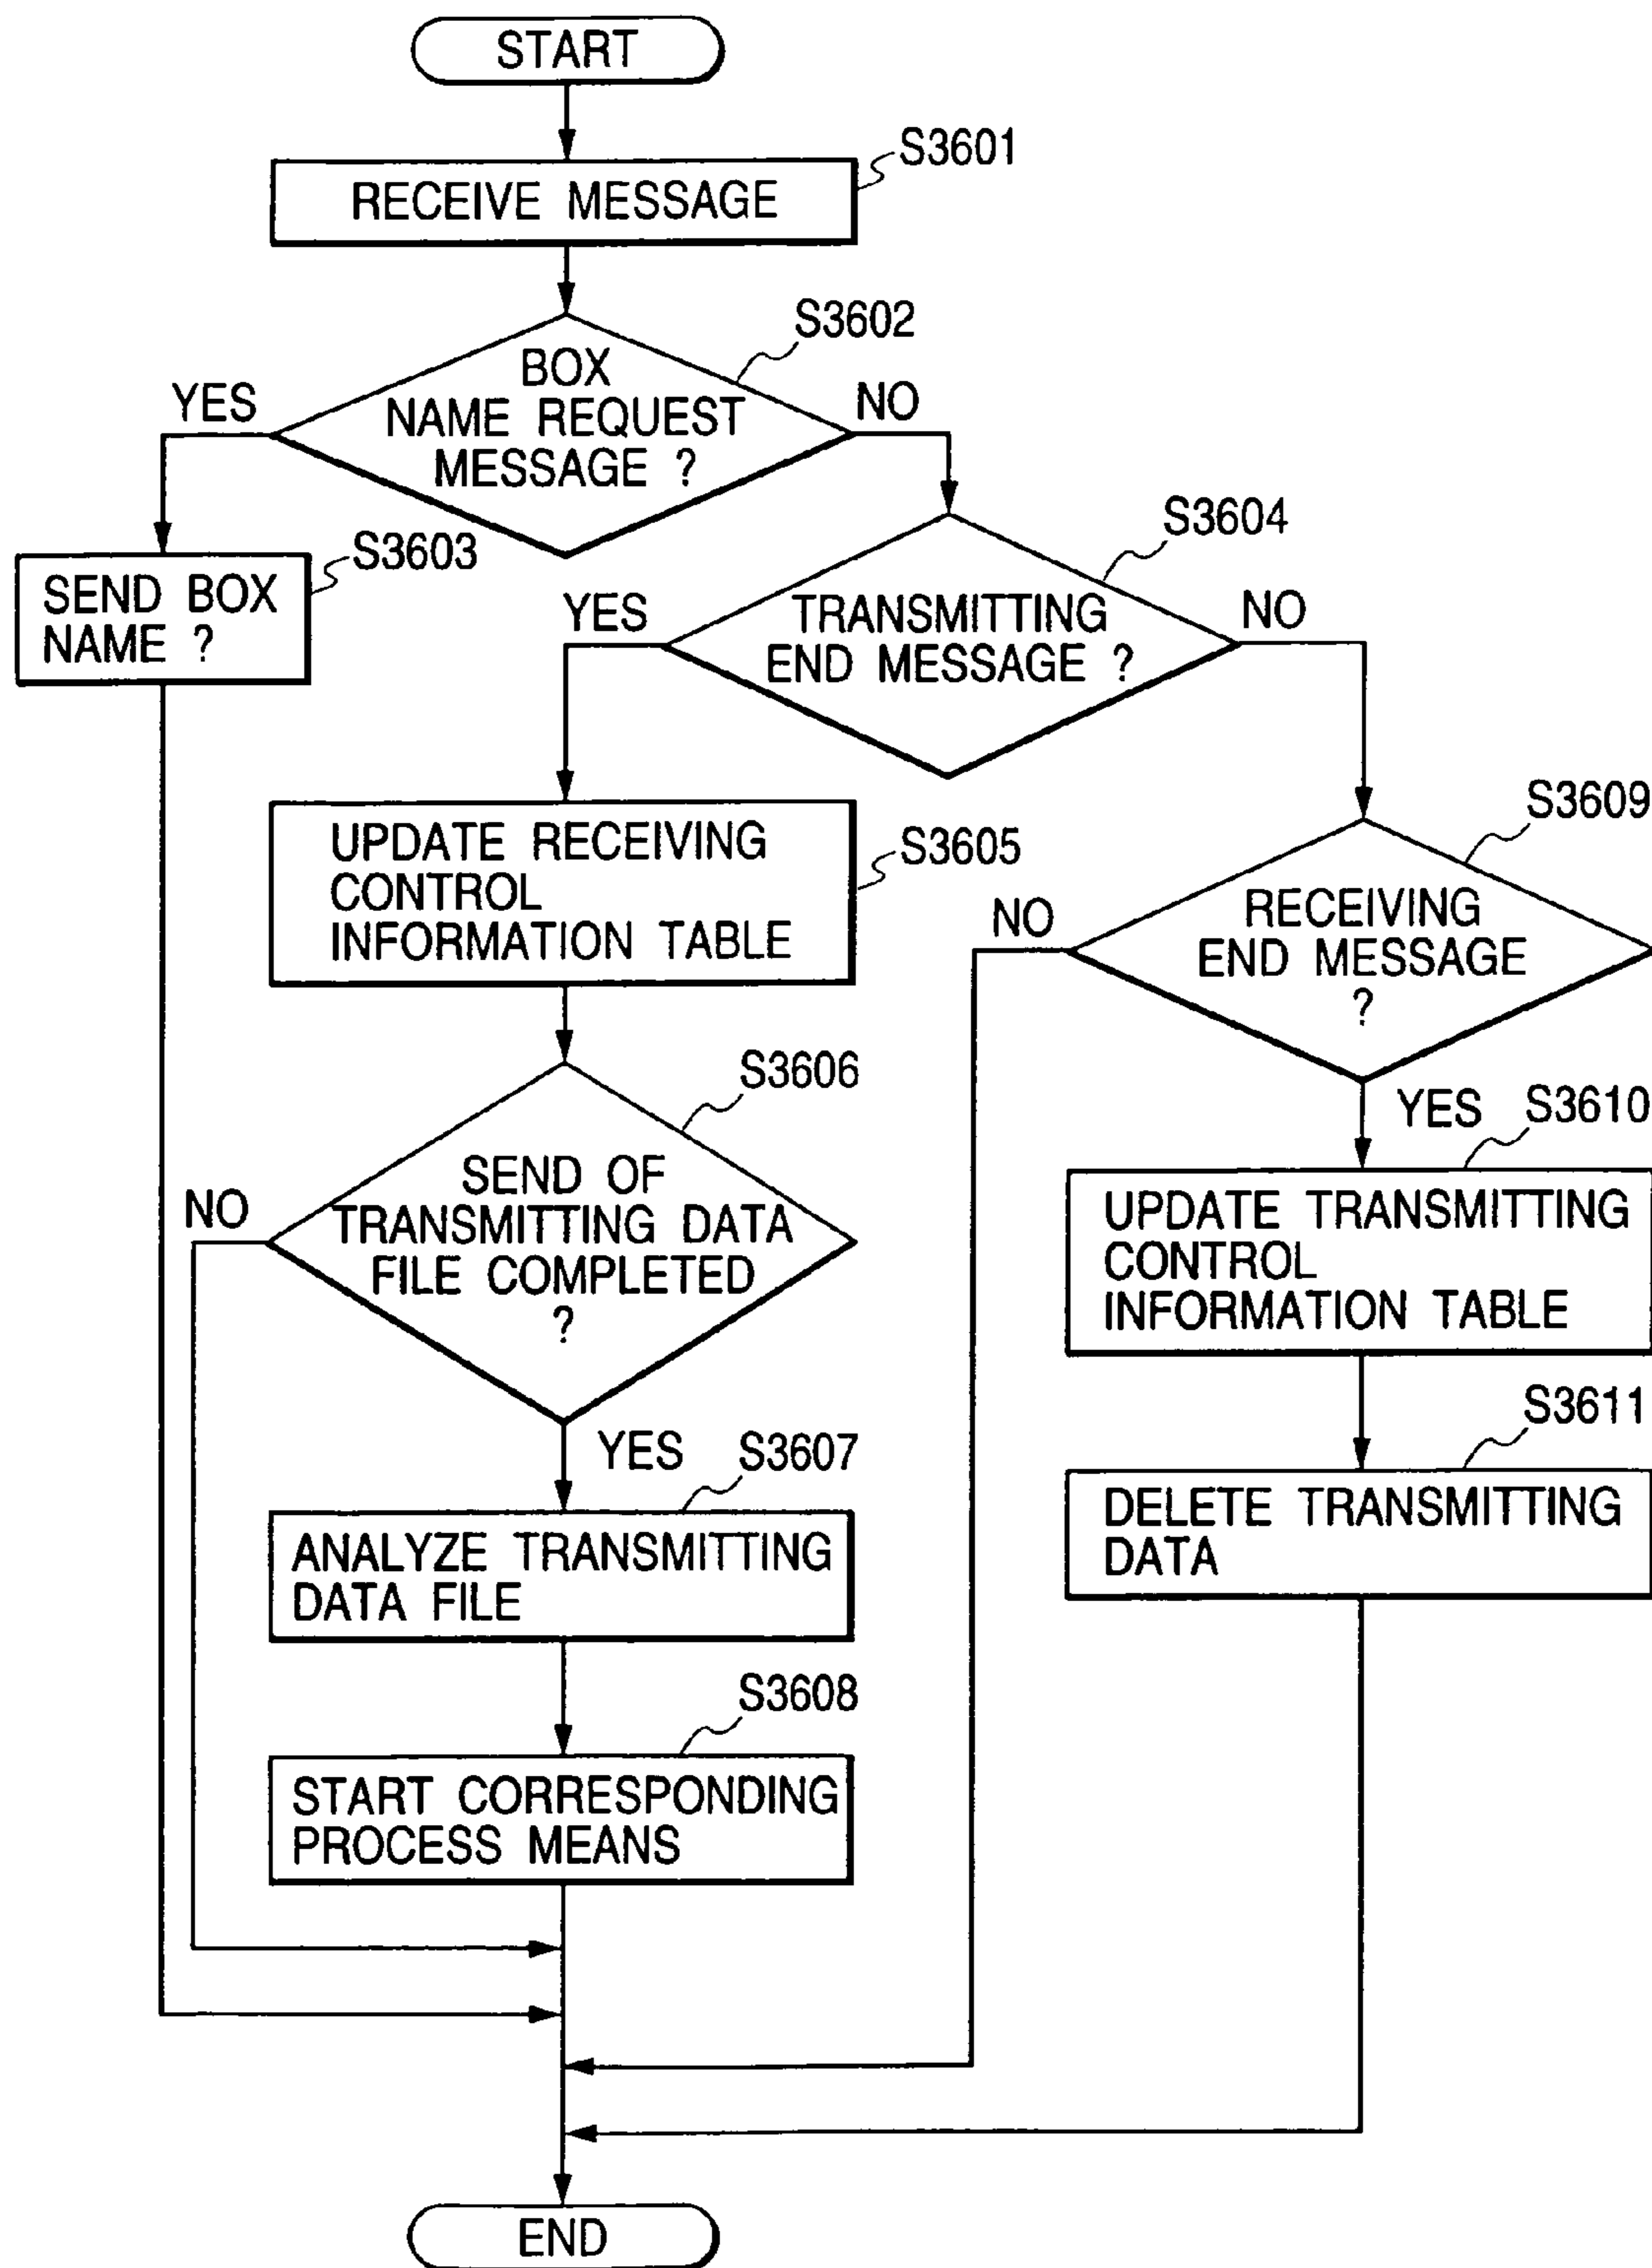 START
S3601
RECEIVE MESSAGE
S3602
BOX
NAME REQUEST
MESSAGE ?
YES
NO
S3603
SEND BOX
NAME ?
S3604
TRANSMITTING
END MESSAGE ?
YES
NO
S3605
UPDATE RECEIVING
CONTROL
INFORMATION TABLE
S3609
RECEIVING
END MESSAGE
?
NO
YES
S3606
SEND OF
TRANSMITTING DATA
FILE COMPLETED
?
NO
YES
S3610
UPDATE TRANSMITTING
CONTROL
INFORMATION TABLE
S3607
ANALYZE TRANSMITTING
DATA FILE
S3611
DELETE TRANSMITTING
DATA
S3608
START CORRESPONDING
PROCESS MEANS
END